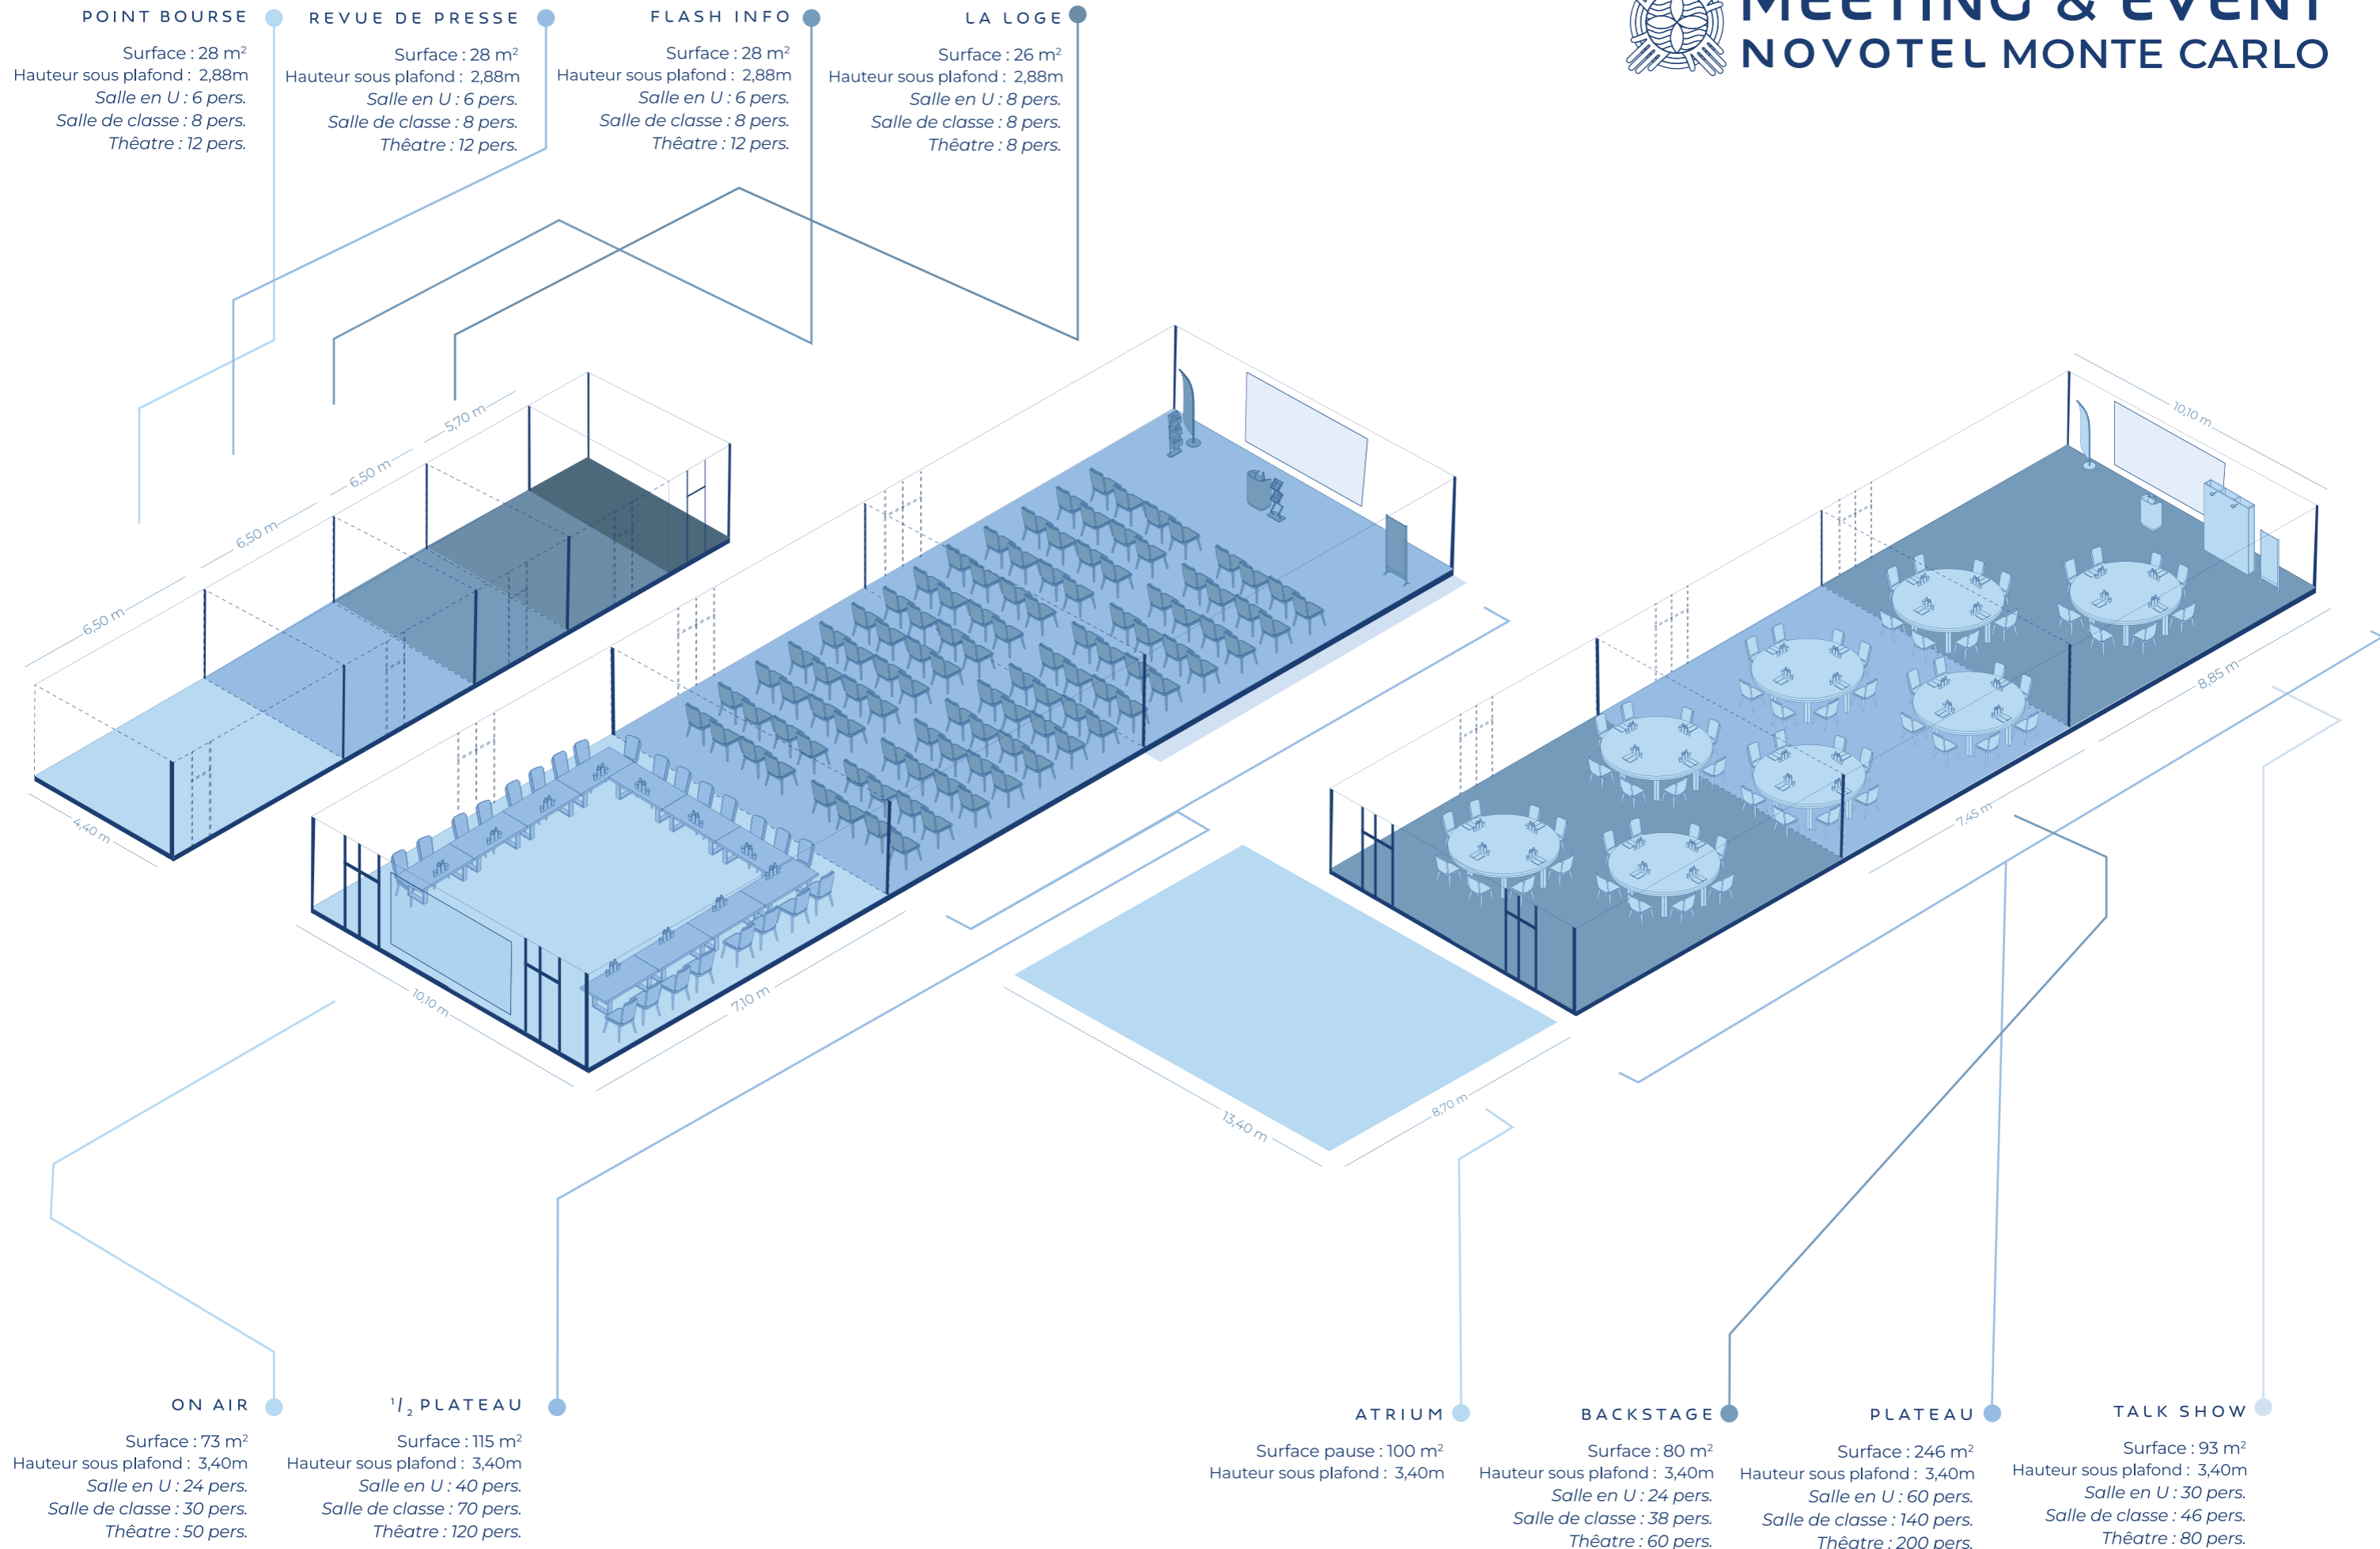 POINT BOURSE
Surface : 28 m²
Hauteur sous plafond : 2,88m
Salle en U : 6 pers.
Salle de classe : 8 pers.
Thêatre : 12 pers.
REVUE DE PRESSE
Surface : 28 m²
Hauteur sous plafond : 2,88m
Salle en U : 6 pers.
Salle de classe : 8 pers.
Thêatre : 12 pers.
FLASH INFO
Surface : 28 m²
Hauteur sous plafond : 2,88m
Salle en U : 6 pers.
Salle de classe : 8 pers.
Thêatre : 12 pers.
LA LOGE
Surface : 26 m²
Hauteur sous plafond : 2,88m
Salle en U : 8 pers.
Salle de classe : 8 pers.
Thêatre : 8 pers.
MEETING & EVENT
NOVOTEL MONTE CARLO
5,70 m
6,50 m
6,50 m
6,50 m
4,40 m
10,10 m
7,10 m
10,10 m
8,85 m
7,45 m
13,40 m
8,70 m
ON AIR
Surface : 73 m²
Hauteur sous plafond : 3,40m
Salle en U : 24 pers.
Salle de classe : 30 pers.
Thêatre : 50 pers.
1/2 PLATEAU
Surface : 115 m²
Hauteur sous plafond : 3,40m
Salle en U : 40 pers.
Salle de classe : 70 pers.
Thêatre : 120 pers.
ATRIUM
Surface pause : 100 m²
Hauteur sous plafond : 3,40m
BACKSTAGE
Surface : 80 m²
Hauteur sous plafond : 3,40m
Salle en U : 24 pers.
Salle de classe : 38 pers.
Thêatre : 60 pers.
PLATEAU
Surface : 246 m²
Hauteur sous plafond : 3,40m
Salle en U : 60 pers.
Salle de classe : 140 pers.
Thêatre : 200 pers.
TALK SHOW
Surface : 93 m²
Hauteur sous plafond : 3,40m
Salle en U : 30 pers.
Salle de classe : 46 pers.
Thêatre : 80 pers.